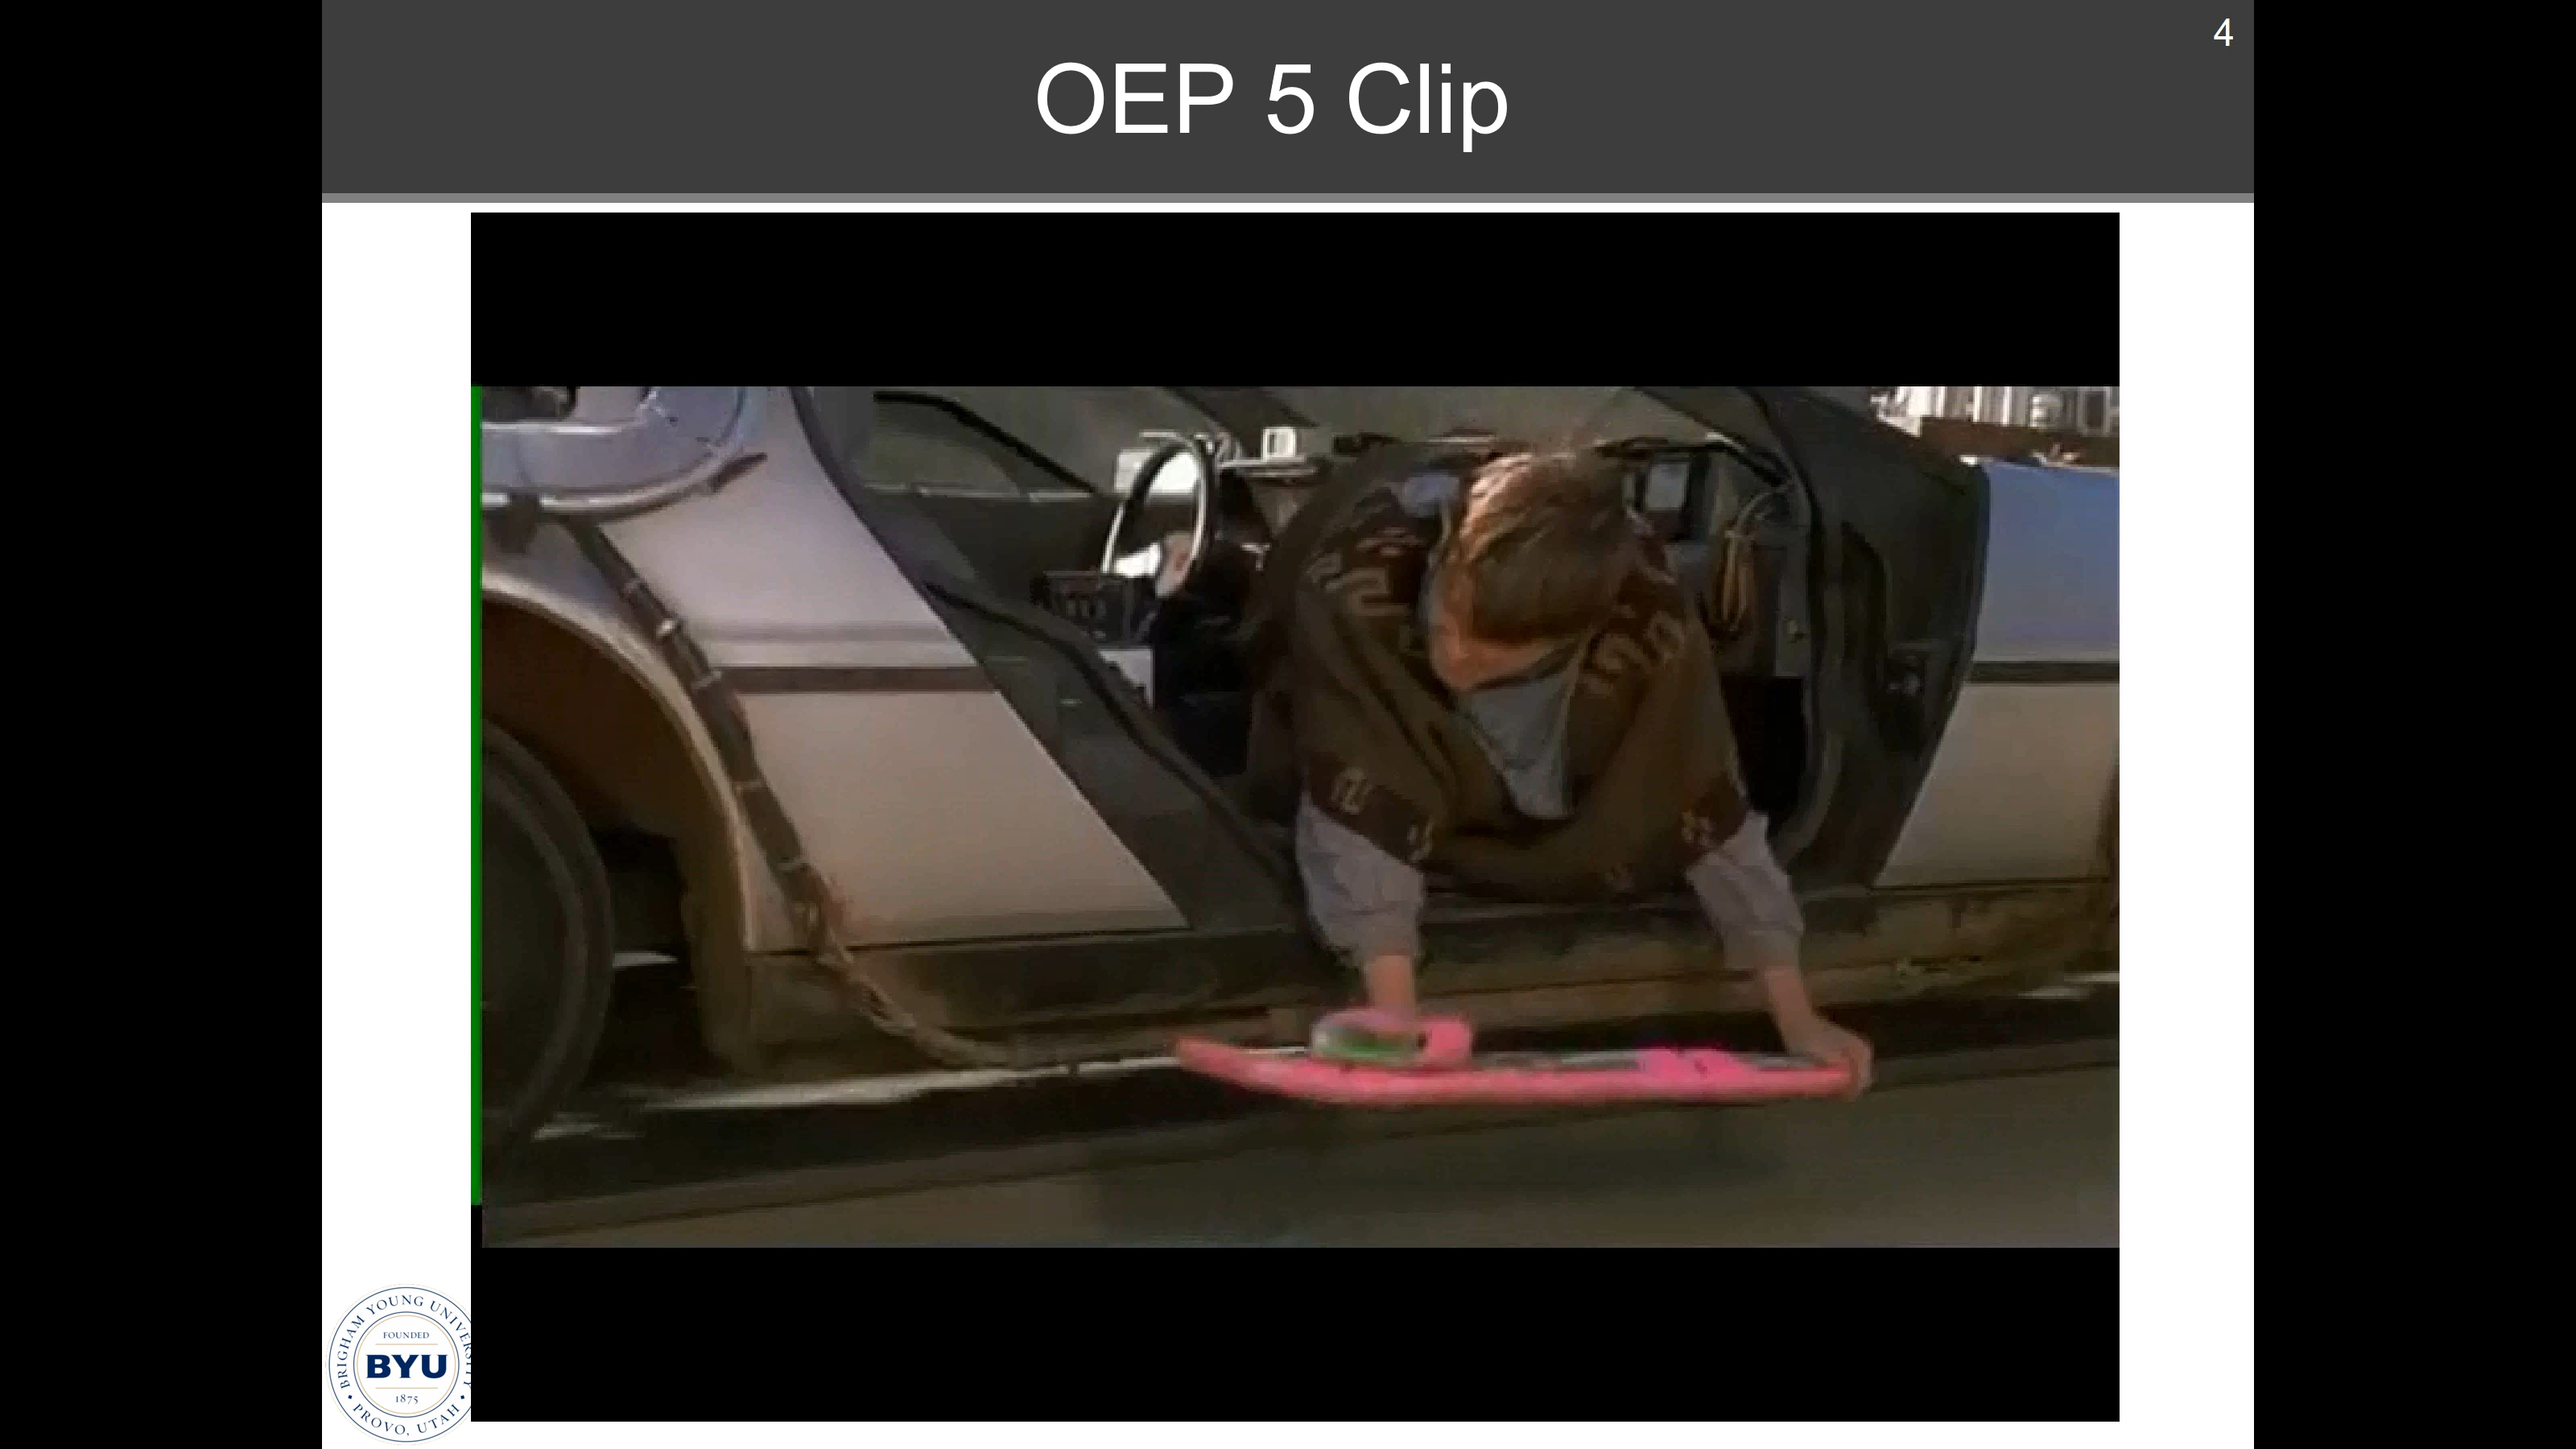 4
OEP 5 Clip
BRIGHAM YOUNG UNIVERSITY
FOUNDED
BYU
1875
PROVO, UTAH